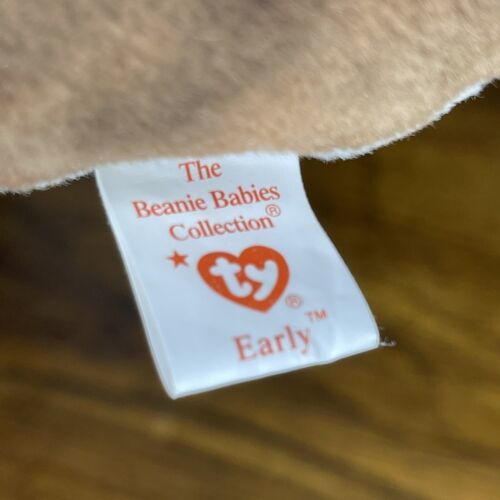 The
Beanie Babies
Collection®
★ ty®
Early™